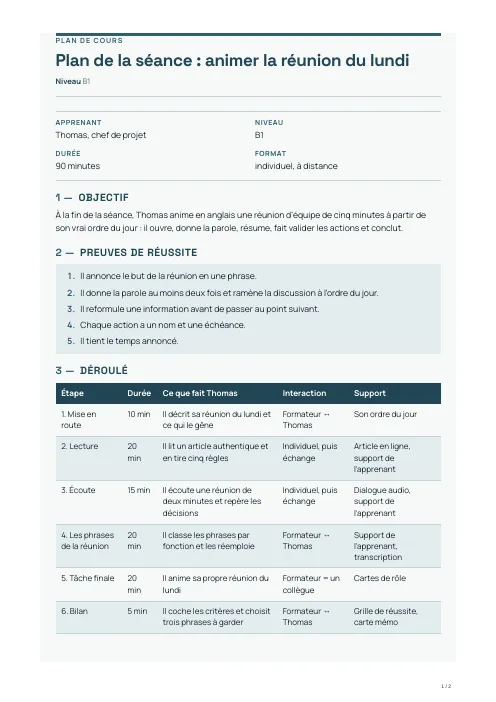 PLAN DE COURS
Plan de la séance : animer la réunion du lundi
Niveau B1
APPRENANT
Thomas, chef de projet
NIVEAU
B1
DURÉE
90 minutes
FORMAT
individuel, à distance
1 — OBJECTIF
À la fin de la séance, Thomas anime en anglais une réunion d'équipe de cinq minutes à partir de
son vrai ordre du jour : il ouvre, donne la parole, résume, fait valider les actions et conclut.
2 — PREUVES DE RÉUSSITE
1. Il annonce le but de la réunion en une phrase.
2. Il donne la parole au moins deux fois et ramène la discussion à l'ordre du jour.
3. Il reformule une information avant de passer au point suivant.
4. Chaque action a un nom et une échéance.
5. Il tient le temps annoncé.
3 — DÉROULÉ
Étape Durée Ce que fait Thomas Interaction Support
1. Mise en
route
10 min
Il décrit sa réunion du lundi et
ce qui le gêne
Formateur ↔
Thomas
Son ordre du jour
2. Lecture
20
min
Il lit un article authentique et
en tire cinq règles
Individuel, puis
échange
Article en ligne,
support de
l'apprenant
3. Écoute
15 min
Il écoute une réunion de
deux minutes et repère les
décisions
Individuel, puis
échange
Dialogue audio,
support de
l'apprenant
4. Les phrases
de la réunion
20
min
Il classe les phrases par
fonction et les réemploie
Formateur ↔
Thomas
Support de
l'apprenant,
transcription
5. Tâche finale
20
min
Il anime sa propre réunion du
lundi
Formateur = un
collègue
Cartes de rôle
6. Bilan
5 min
Il coche les critères et choisit
trois phrases à garder
Formateur ↔
Thomas
Grille de réussite,
carte mémo
1 / 2